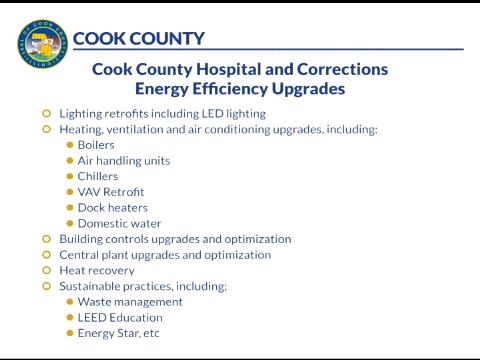 COOK COUNTY
Cook County Hospital and Corrections
Energy Efficiency Upgrades
Lighting retrofits including LED lighting
Heating, ventilation and air conditioning upgrades, including:
Boilers
Air handling units
Chillers
VAV Retrofit
Dock heaters
Domestic water
Building controls upgrades and optimization
Central plant upgrades and optimization
Heat recovery
Sustainable practices, including;
Waste management
LEED Education
Energy Star, etc